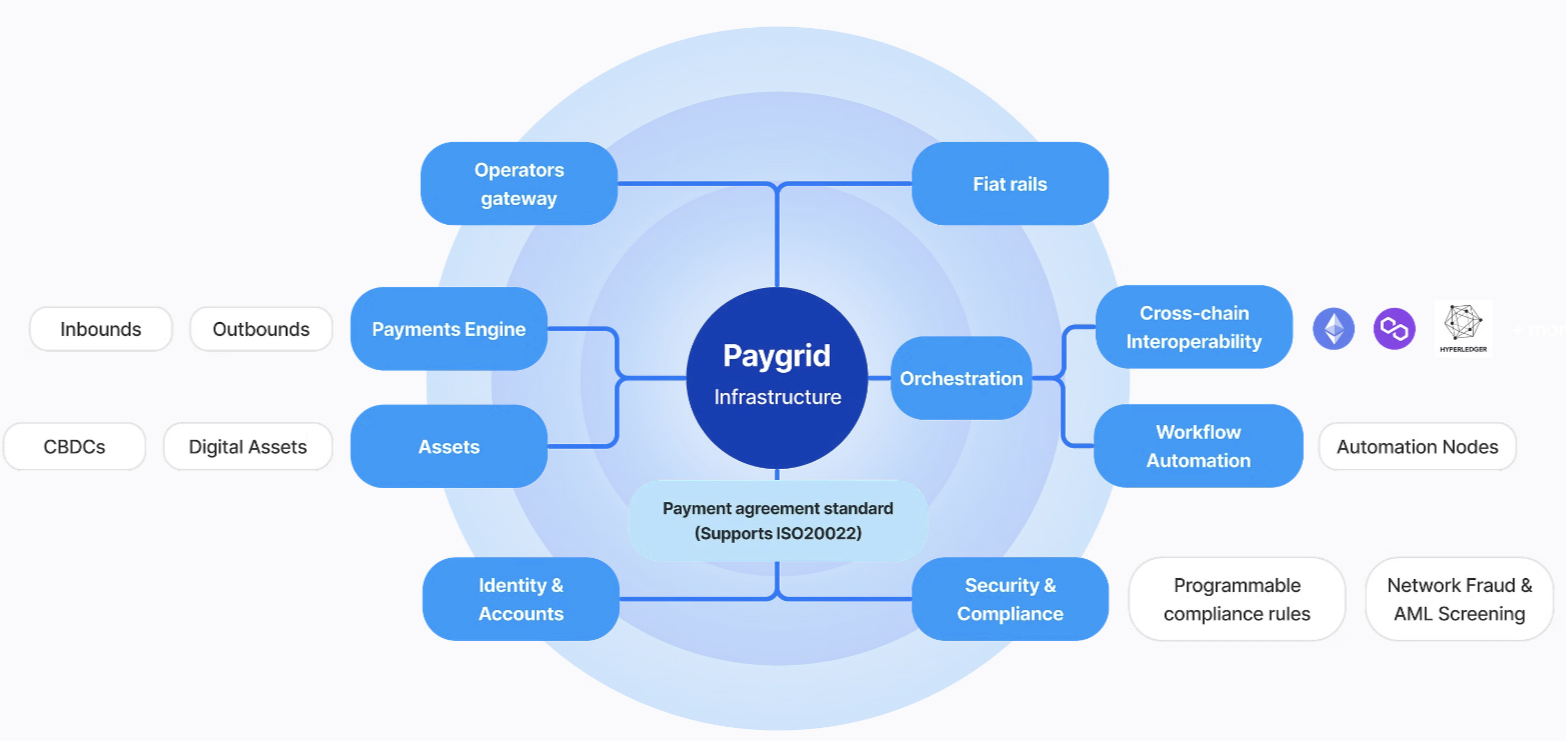 Operators
gateway
Fiat rails
Inbounds
Outbounds
Payments Engine
Paygrid
Infrastructure
Orchestration
Cross-chain
Interoperability
HYPERLEDGER
CBDCs
Digital Assets
Assets
Workflow
Automation
Automation Nodes
Payment agreement standard
(Supports ISO20022)
Identity &
Accounts
Security &
Compliance
Programmable
compliance rules
Network Fraud &
AML Screening